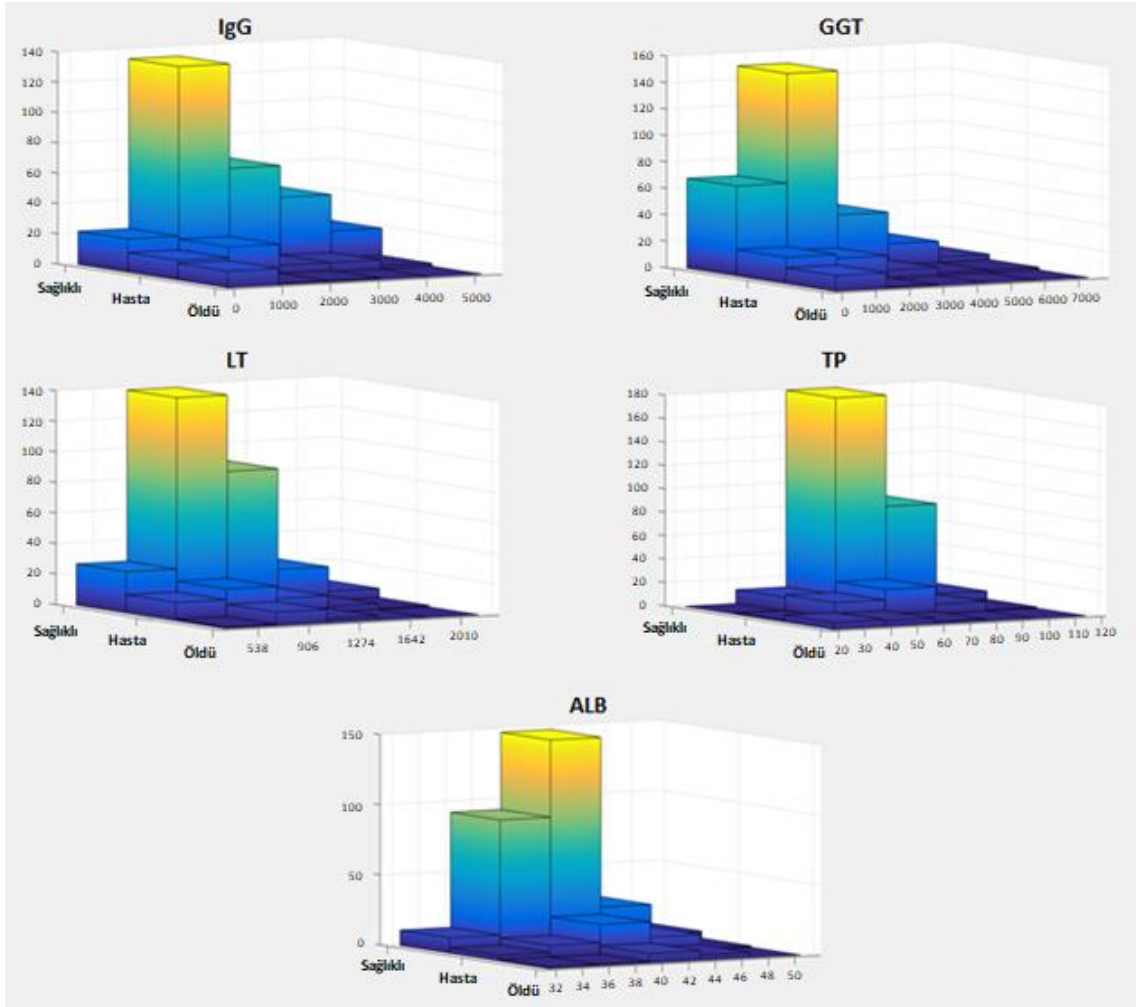 IgG
140
120
100
80
60
40
20
0
Sağlıklı
Hasta
Öldü
0 1000 2000 3000 4000 5000
GGT
160
140
120
100
80
60
40
20
0
Sağlıklı
Hasta
Öldü
0 1000 2000 3000 4000 5000 6000 7000
LT
140
120
100
80
60
40
20
0
Sağlıklı
Hasta
Öldü
538 906 1274 1642 2010
TP
180
160
140
120
100
80
60
40
20
0
Sağlıklı
Hasta
Öldü
20 30 40 50 60 70 80 90 100 110 120
ALB
150
100
50
0
Sağlıklı
Hasta
Öldü
32 34 36 38 40 42 44 46 48 50